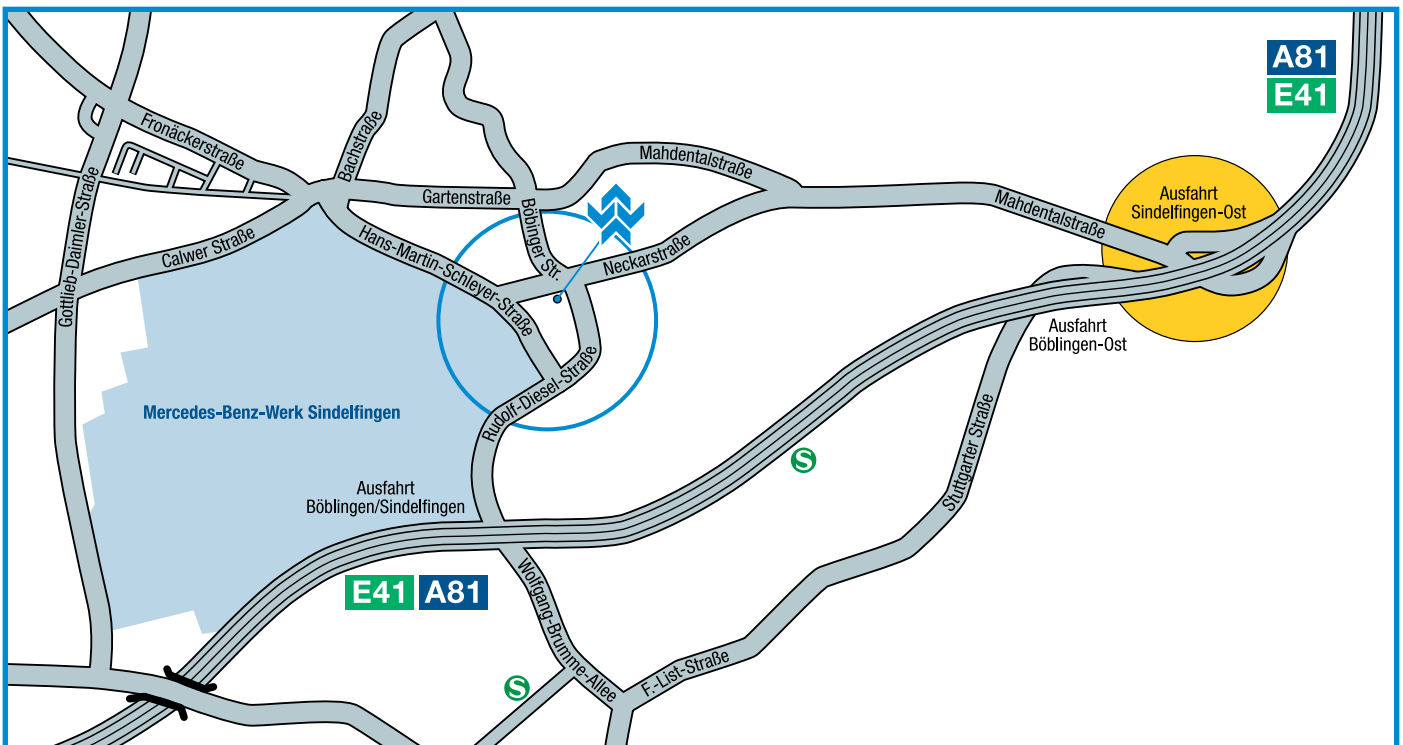 A81
E41
Fronäckerstraße
Bachstraße
Mahdentalstraße
Gartenstraße
Ausfahrt
Sindelfingen-Ost
Mahdentalstraße
Gottlieb-Daimler-Straße
Calwer Straße
Hans-Martin-Schleyer-Straße
Böbinger Str.
Neckarstraße
Ausfahrt
Böblingen-Ost
Mercedes-Benz-Werk Sindelfingen
Rudolf-Diesel-Straße
S
Stuttgarter Straße
Ausfahrt
Böblingen/Sindelfingen
E41 A81
Wolfgang-Brumme-Allee
F.-List-Straße
S